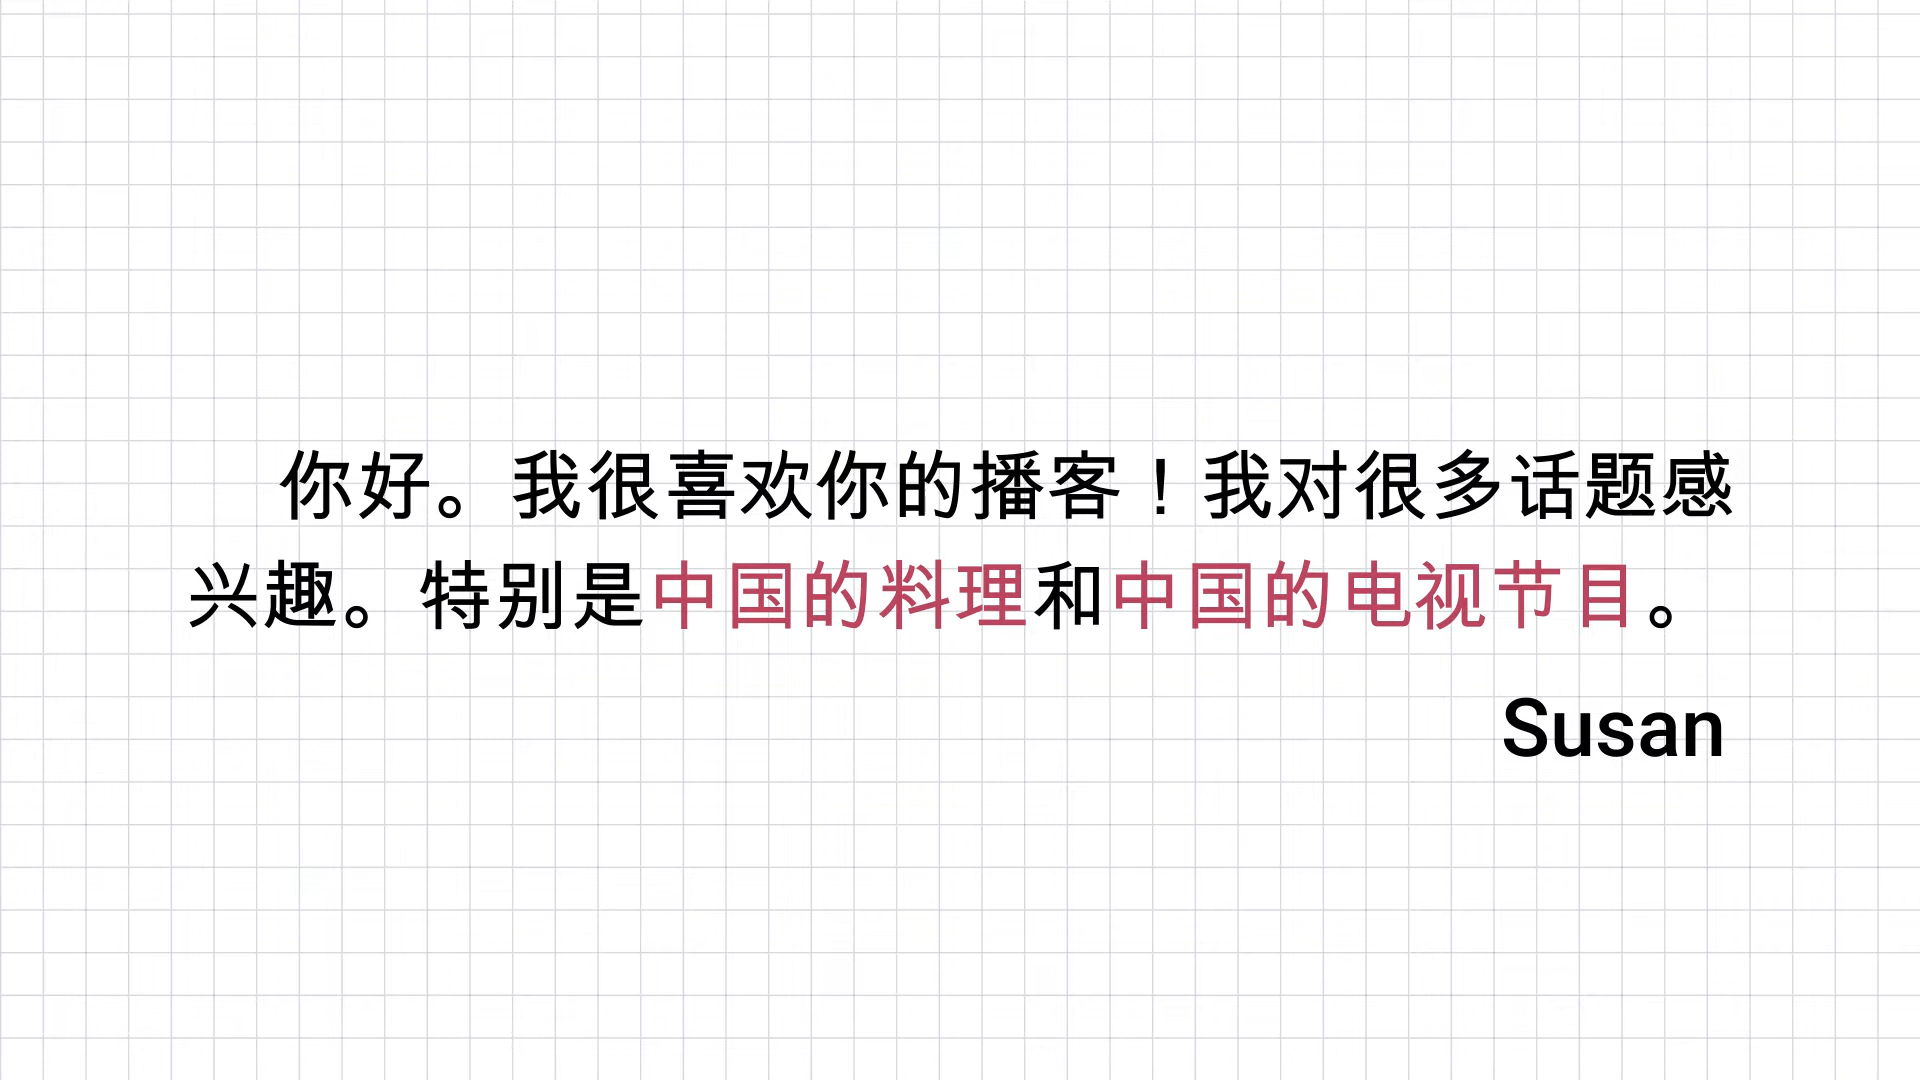 你好。我很喜欢你的播客！我对很多话题感
兴趣。特别是中国的料理和中国的电视节目。
Susan